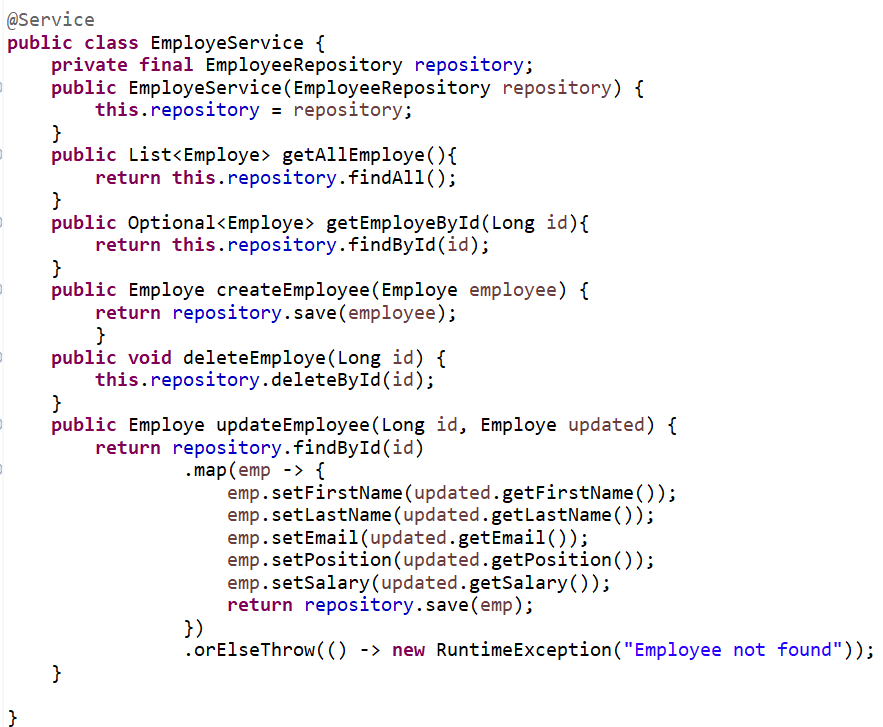 @Service
public class EmployeService {
    private final EmployeeRepository repository;
    public EmployeService(EmployeeRepository repository) {
        this.repository = repository;
    }
    public List<Employe> getAllEmploye(){
        return this.repository.findAll();
    }
    public Optional<Employe> getEmployeById(Long id){
        return this.repository.findById(id);
    }
    public Employe createEmployee(Employe employee) {
        return repository.save(employee);
        }
    public void deleteEmploye(Long id) {
        this.repository.deleteById(id);
    }
    public Employe updateEmployee(Long id, Employe updated) {
        return repository.findById(id)
                .map(emp -> {
                    emp.setFirstName(updated.getFirstName());
                    emp.setLastName(updated.getLastName());
                    emp.setEmail(updated.getEmail());
                    emp.setPosition(updated.getPosition());
                    emp.setSalary(updated.getSalary());
                    return repository.save(emp);
                })
                .orElseThrow(() -> new RuntimeException("Employee not found"));
    }

}